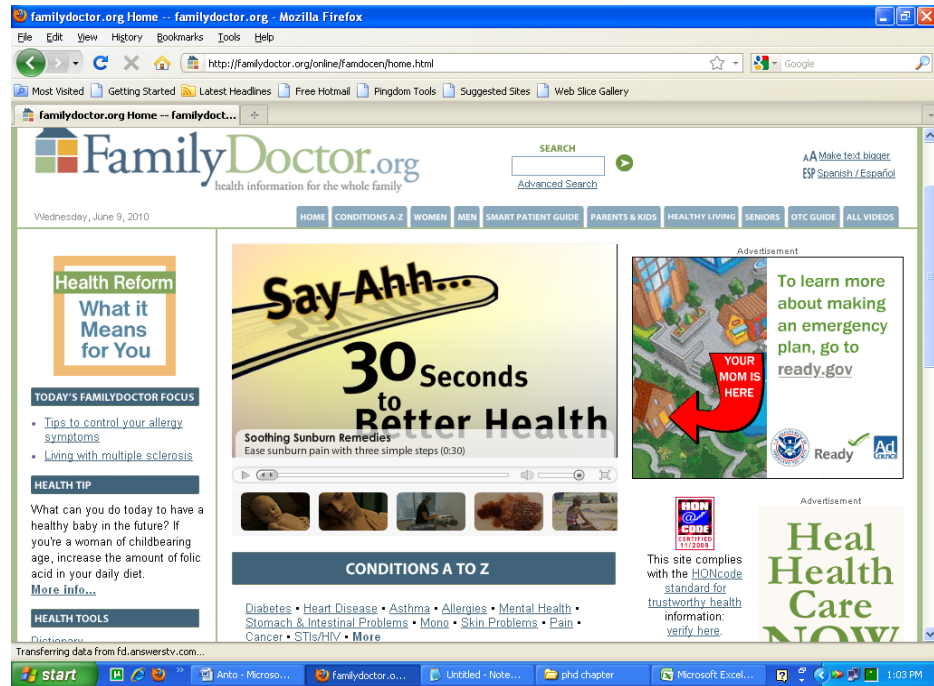 familydoctor.org Home -- familydoctor.org - Mozilla Firefox
File Edit View History Bookmarks Tools Help
http://familydoctor.org/online/famdocen/home.html
Google
Most Visited Getting Started Latest Headlines Free Hotmail Pingdom Tools Suggested Sites Web Slice Gallery
familydoctor.org Home -- familydoct...
FamilyDoctor.org
health information for the whole family
SEARCH
Advanced Search
AA Make text bigger
ESP Spanish / Español
Wednesday, June 9, 2010
HOME CONDITIONS A-Z WOMEN MEN SMART PATIENT GUIDE PARENTS & KIDS HEALTHY LIVING SENIORS OTC GUIDE ALL VIDEOS
Health Reform
What it
Means
for You
TODAY'S FAMILYDOCTOR FOCUS
• Tips to control your allergy
symptoms
• Living with multiple sclerosis
HEALTH TIP
What can you do today to have a
healthy baby in the future? If
you're a woman of childbearing
age, increase the amount of folic
acid in your daily diet.
More info...
HEALTH TOOLS
Dictionary
Say Ahh...
30 Seconds
to
Better Health
Soothing Sunburn Remedies
Ease sunburn pain with three simple steps (0:30)
CONDITIONS A TO Z
Diabetes • Heart Disease • Asthma • Allergies • Mental Health •
Stomach & Intestinal Problems • Mono • Skin Problems • Pain •
Cancer • STIs/HIV • More
Advertisement
YOUR
MOM IS
HERE
To learn more
about making
an emergency
plan, go to
ready.gov
Ready
Ad
Council
HON
@
CODE
CERTIFIED
11/2009
This site complies
with the HONcode
standard for
trustworthy health
information:
verify here.
Advertisement
Heal
Health
Care
NOW
Transferring data from fd.answerstv.com...
start
Anto - Microso...
familydoctor.o...
Untitled - Note...
phd chapter
Microsoft Excel...
1:03 PM